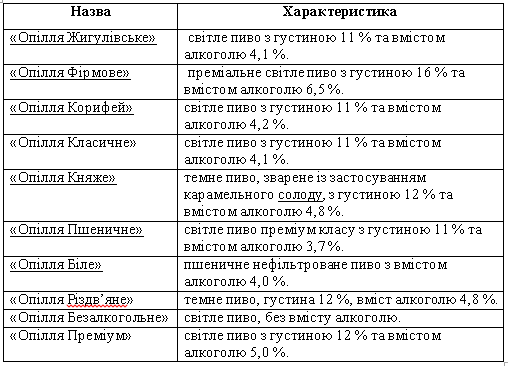 Назва Характеристика
«Опілля Жигулівське» світле пиво з густиною 11 % та вмістом
алкоголю 4,1 %.
«Опілля Фірмове» преміальне світле пиво з густиною 16 % та
вмістом алкоголю 6,5 %.
«Опілля Корифей» світле пиво з густиною 11 % та вмістом
алкоголю 4,2 %.
«Опілля Класичне» світле пиво з густиною 11 % та вмістом
алкоголю 4,1 %.
«Опілля Княже» темне пиво, зварене із застосуванням
карамельного солоду, з густиною 12 % та
вмістом алкоголю 4,8 %.
«Опілля Пшеничне» світле пиво преміум класу з густиною 11 % та
вмістом алкоголю 3,7 %.
«Опілля Біле» пшеничне нефільтроване пиво з вмістом
алкоголю 4,0 %.
«Опілля Різдв’яне» темне пиво, густина 12 %, вміст алкоголю 4,8 %.
«Опілля Безалкогольне» світле пиво, без вмісту алкоголю.
«Опілля Преміум» світле пиво з густиною 12 % та вмістом
алкоголю 5,0 %.